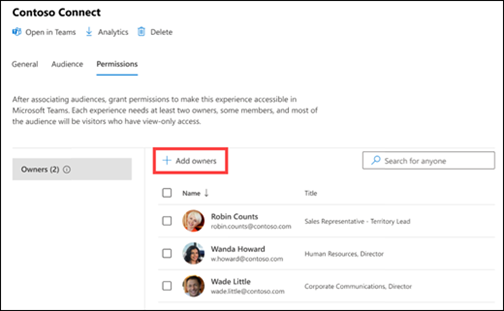 Contoso Connect
Open in Teams Analytics Delete
General Audience Permissions
After associating audiences, grant permissions to make this experience accessible in
Microsoft Teams. Each experience needs at least two owners, some members, and most of
the audience will be visitors who have view-only access.
Owners (2)
Add owners Search for anyone
Name ↓ Title
Robin Counts
robin.counts@contoso.com
Sales Representative - Territory Lead
Wanda Howard
w.howard@contoso.com
Human Resources, Director
Wade Little
wade.little@contoso.com
Corporate Communications, Director